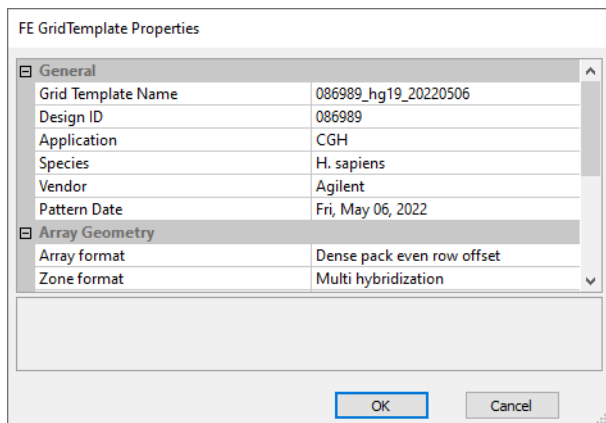 FE GridTemplate Properties
General
Grid Template Name 086989_hg19_20220506
Design ID 086989
Application CGH
Species H. sapiens
Vendor Agilent
Pattern Date Fri, May 06, 2022
Array Geometry
Array format Dense pack even row offset
Zone format Multi hybridization
OK Cancel